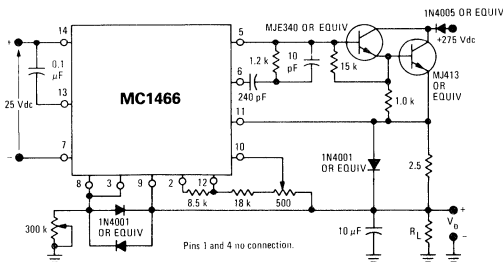 1N4005 OR EQUIV
MJE340 OR EQUIV
+275 Vdc
14
5
+
1.2 k
10
pF
15 k
MJ413
OR
EQUIV
0.1
μF
6
240 pF
25 Vdc
13
MC1466
1.0 k
11
7
10
1N4001
OR EQUIV
2.5
–
8
3
9
2
12
8.5 k
18 k
500
300 k
1N4001
OR EQUIV
10 μF
RL
+
Vo
–
Pins 1 and 4 no connection.